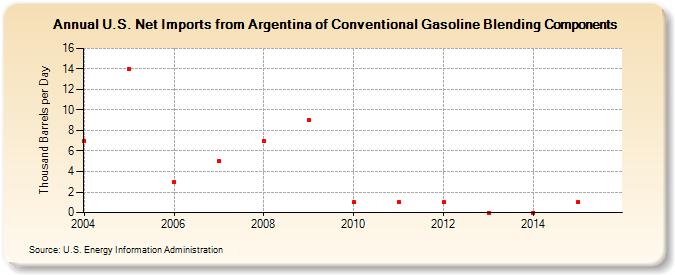 Annual U.S. Net Imports from Argentina of Conventional Gasoline Blending Components
Thousand Barrels per Day
16
14
12
10
8
6
4
2
0
2004 2006 2008 2010 2012 2014
Source: U.S. Energy Information Administration